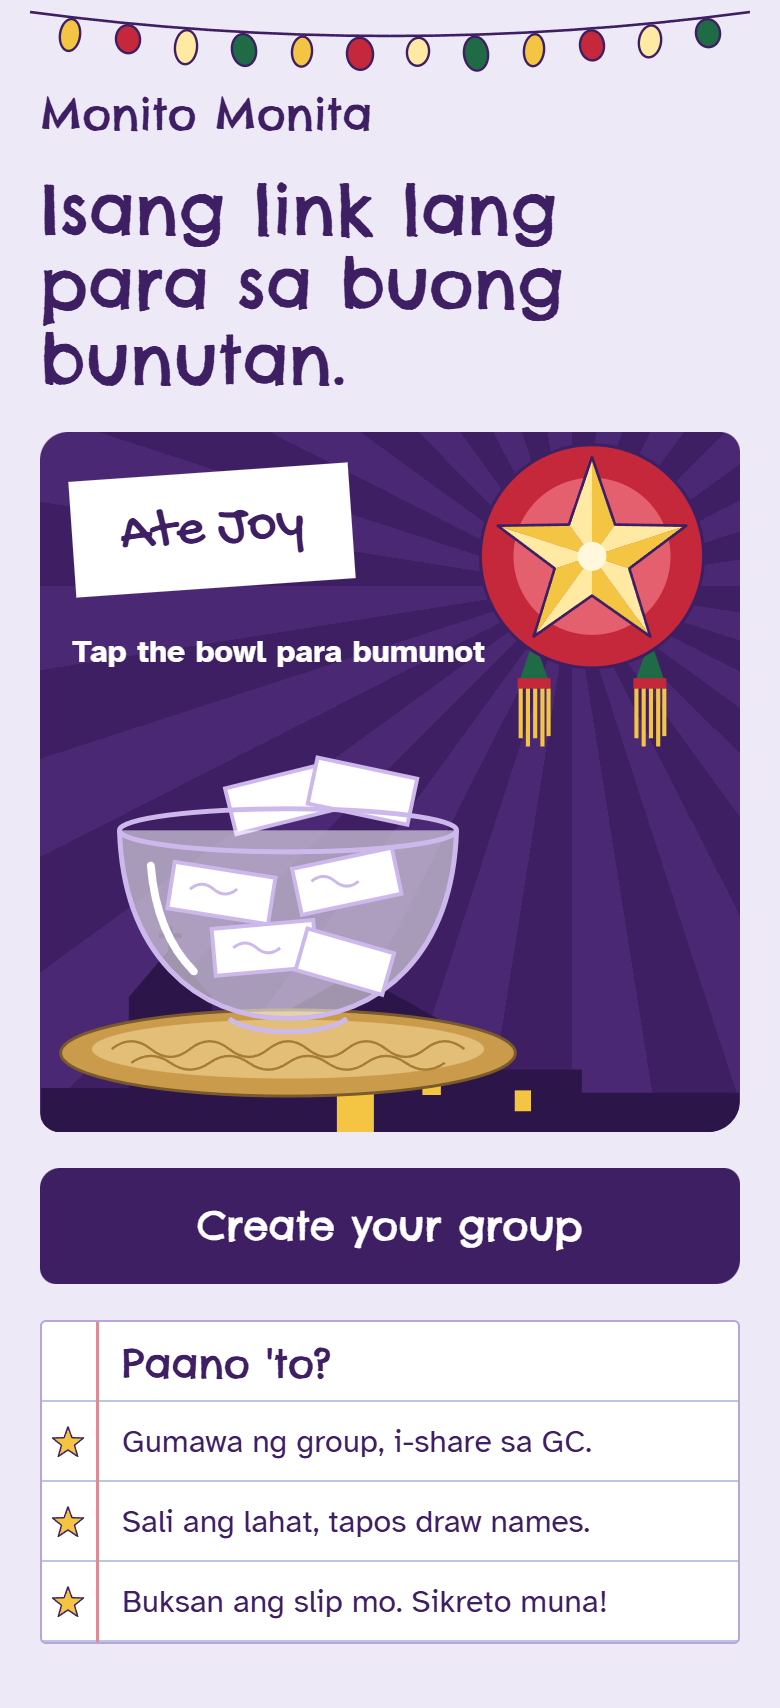 Monito Monita
Isang link lang
para sa buong
bunutan.
Ate Joy
Tap the bowl para bumunot
Create your group
Paano 'to?
Gumawa ng group, i-share sa GC.
Sali ang lahat, tapos draw names.
Buksan ang slip mo. Sikreto muna!